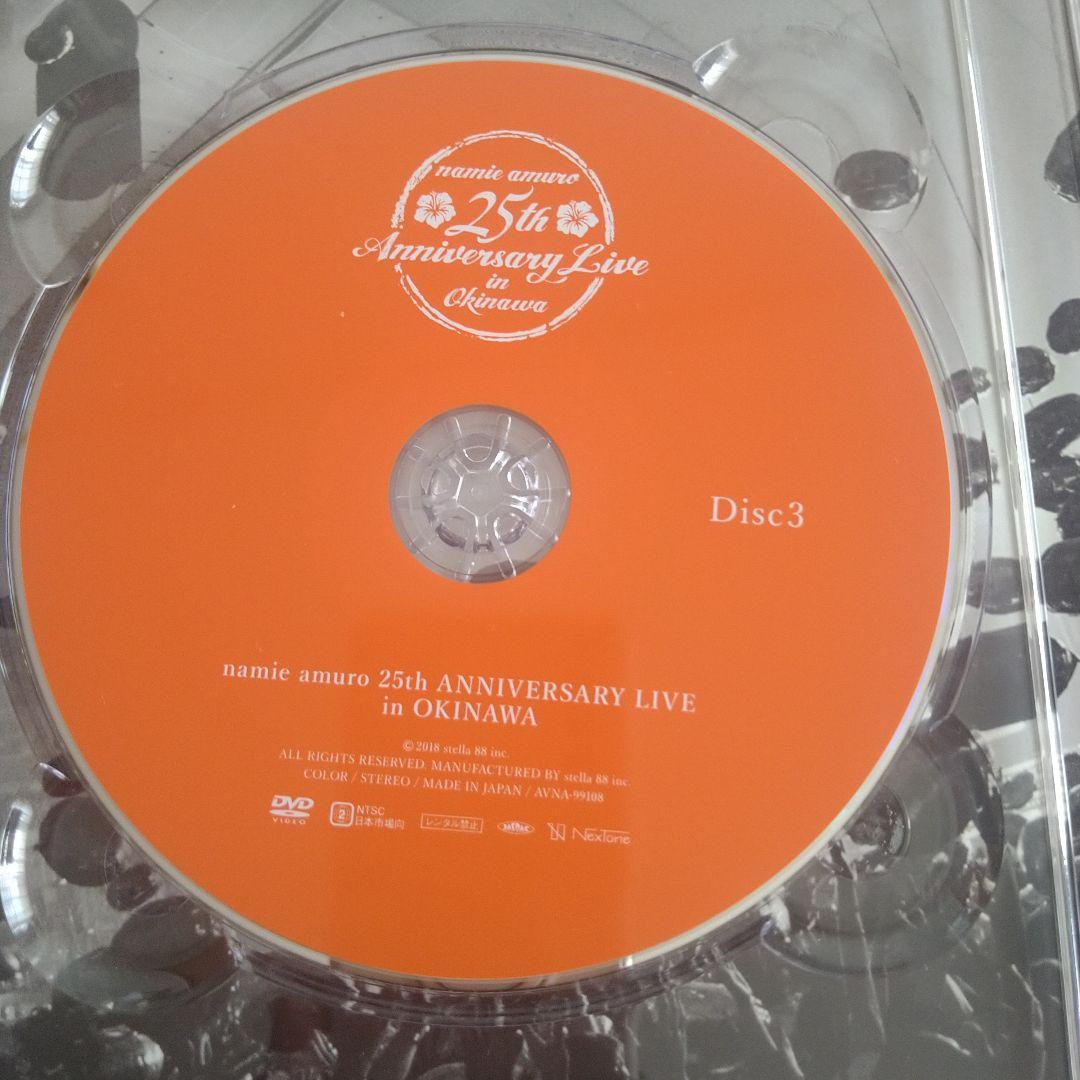 namie amuro
25th
Anniversary Live
in
Okinawa
Disc3
namie amuro 25th ANNIVERSARY LIVE
in OKINAWA
©2018 stella 88 inc.
ALL RIGHTS RESERVED. MANUFACTURED BY stella 88 inc.
COLOR / STEREO / MADE IN JAPAN / AVNA-99108
DVD VIDEO 2 NTSC 日本市場向 レンタル禁止 JASRAC N NexTone